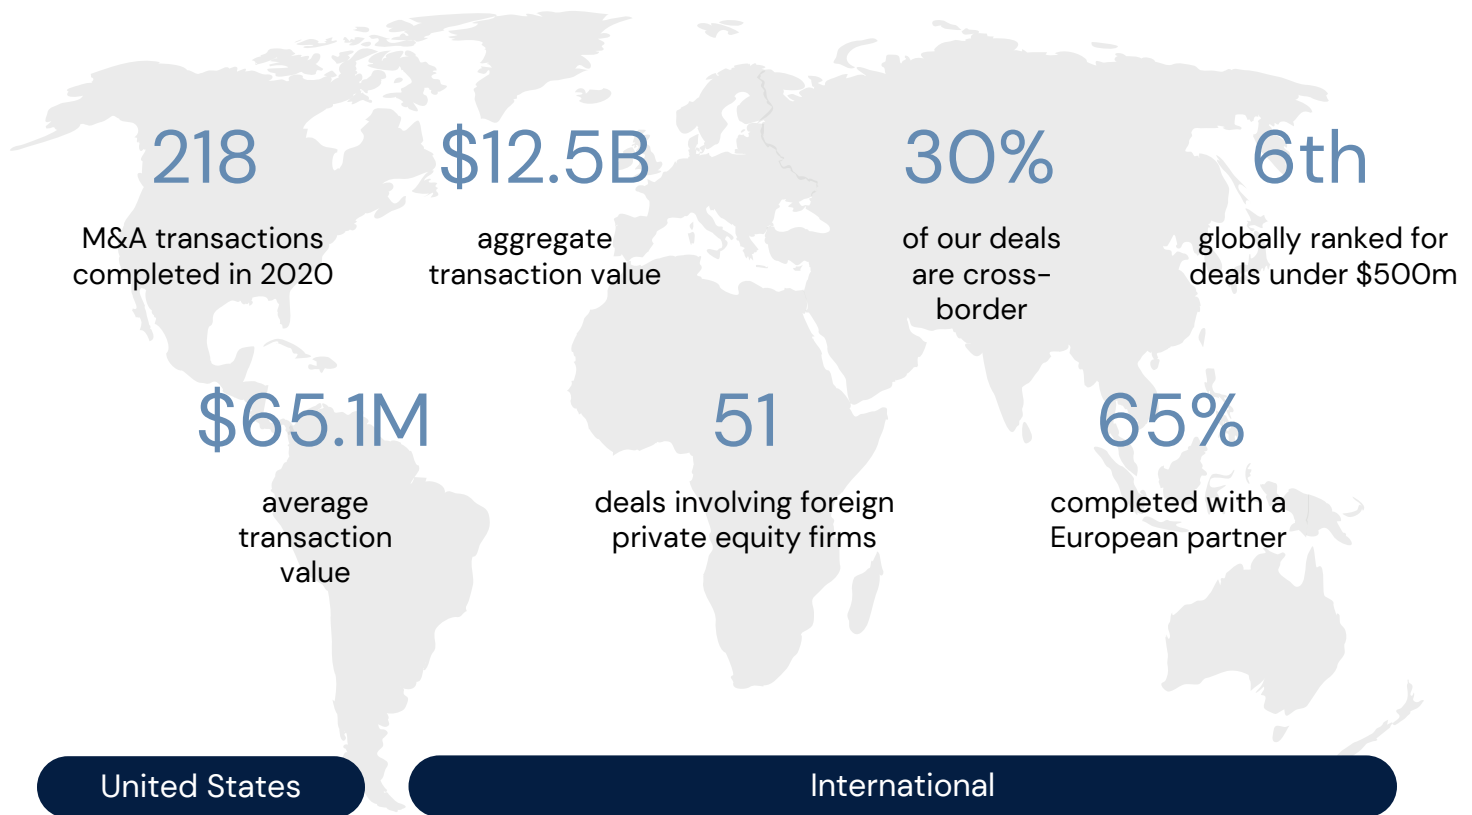 218
M&A transactions
completed in 2020
$12.5B
aggregate
transaction value
30%
of our deals
are cross-
border
6th
globally ranked for
deals under $500m
$65.1M
average
transaction
value
51
deals involving foreign
private equity firms
65%
completed with a
European partner
United States
International